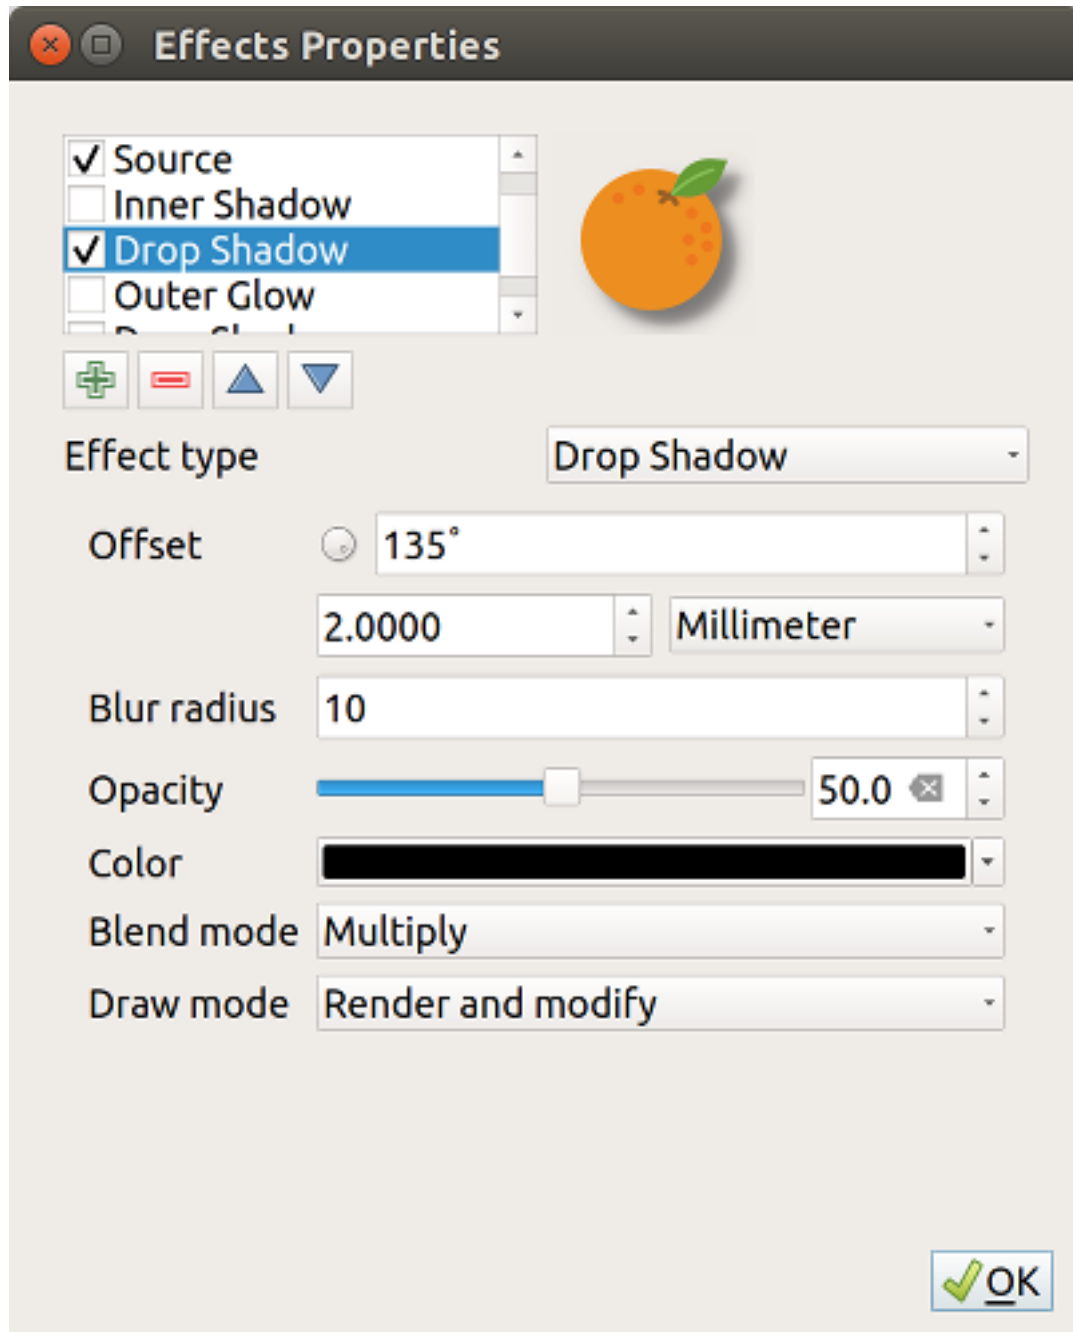 Effects Properties
Source
Inner Shadow
Drop Shadow
Outer Glow
Effect type Drop Shadow
Offset 135°
2.0000 Millimeter
Blur radius 10
Opacity 50.0
Color
Blend mode Multiply
Draw mode Render and modify
OK